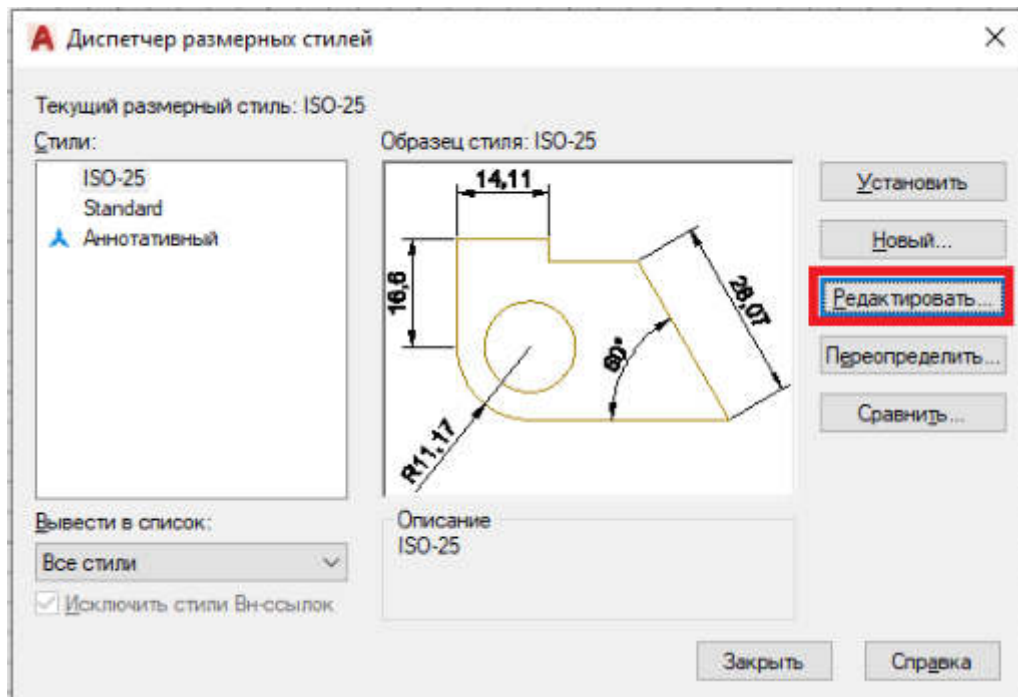 Диспетчер размерных стилей
Текущий размерный стиль: ISO-25
Стили:
ISO-25
Standard
Аннотативный
Образец стиля: ISO-25
14,11
16,6
28,07
60°
R11,17
Установить
Новый...
Редактировать...
Переопределить...
Сравнить...
Вывести в список:
Все стили
Исключить стили Вн-ссылок
Описание
ISO-25
Закрыть
Справка